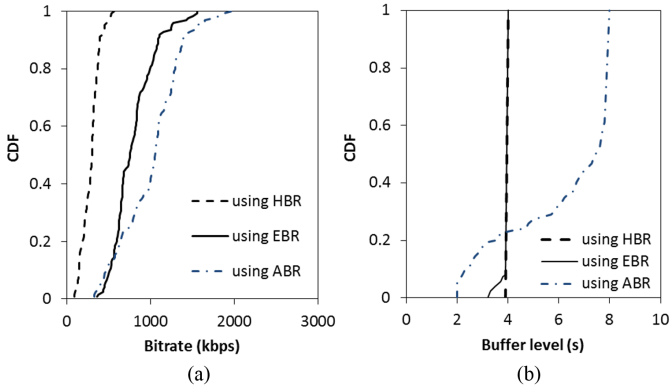 1
0.8
0.6
0.4
0.2
0
CDF
0
1000
2000
3000
Bitrate (kbps)
using HBR
using EBR
using ABR
(a)
1
0.8
0.6
0.4
0.2
0
CDF
0
2
4
6
8
10
Buffer level (s)
using HBR
using EBR
using ABR
(b)